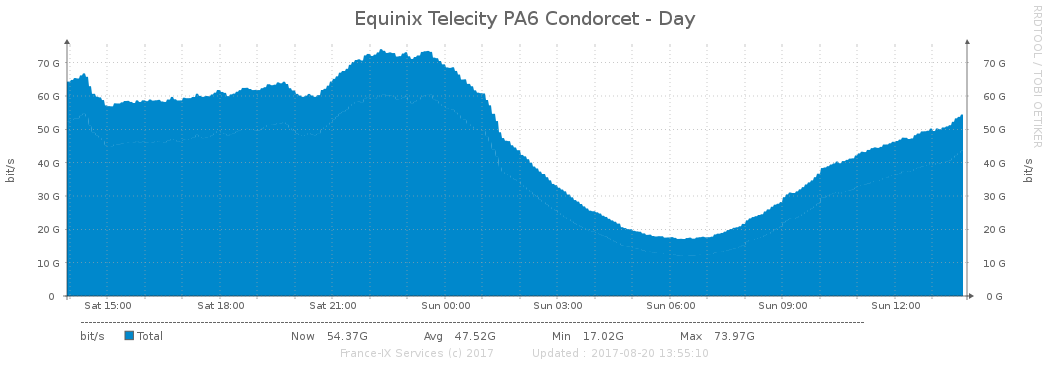 Equinix Telecity PA6 Condorcet - Day
RRDTOOL / TOBI OETIKER
70 G 70 G
60 G 60 G
50 G 50 G
40 G 40 G
30 G 30 G
20 G 20 G
10 G 10 G
0 0 G
bit/s bit/s
Sat 15:00 Sat 18:00 Sat 21:00 Sun 00:00 Sun 03:00 Sun 06:00 Sun 09:00 Sun 12:00
bit/s Total Now 54.37G Avg 47.52G Min 17.02G Max 73.97G
France-IX Services (c) 2017 Updated : 2017-08-20 13:55:10